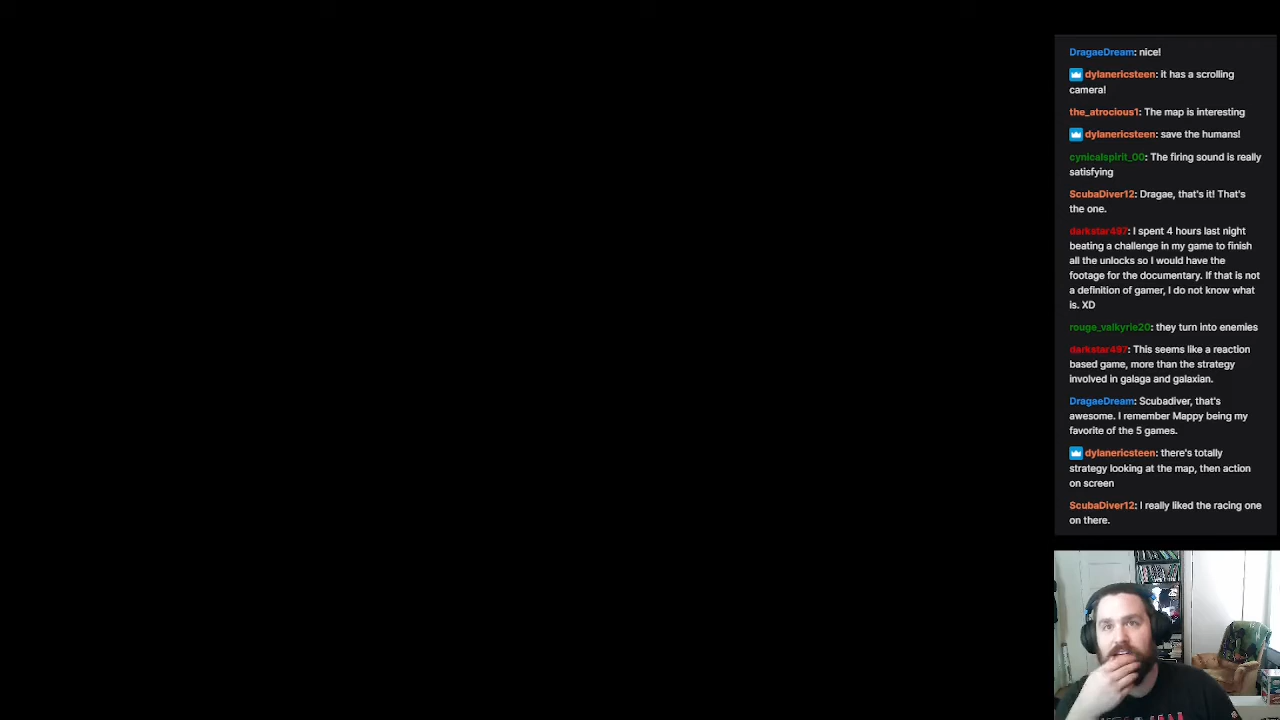 DragaeDream: nice!
dylanericsteen: it has a scrolling
camera!
the_atrocious1: The map is interesting
dylanericsteen: save the humans!
cynicalspirit_00: The firing sound is really
satisfying
ScubaDiver12: Dragae, that's it! That's
the one.
darkstar497: I spent 4 hours last night
beating a challenge in my game to finish
all the unlocks so I would have the
footage for the documentary. If that is not
a definition of gamer, I do not know what
is. XD
rouge_valkyrie20: they turn into enemies
darkstar497: This seems like a reaction
based game, more than the strategy
involved in galaga and galaxian.
DragaeDream: Scubadiver, that's
awesome. I remember Mappy being my
favorite of the 5 games.
dylanericsteen: there's totally
strategy looking at the map, then action
on screen
ScubaDiver12: I really liked the racing one
on there.